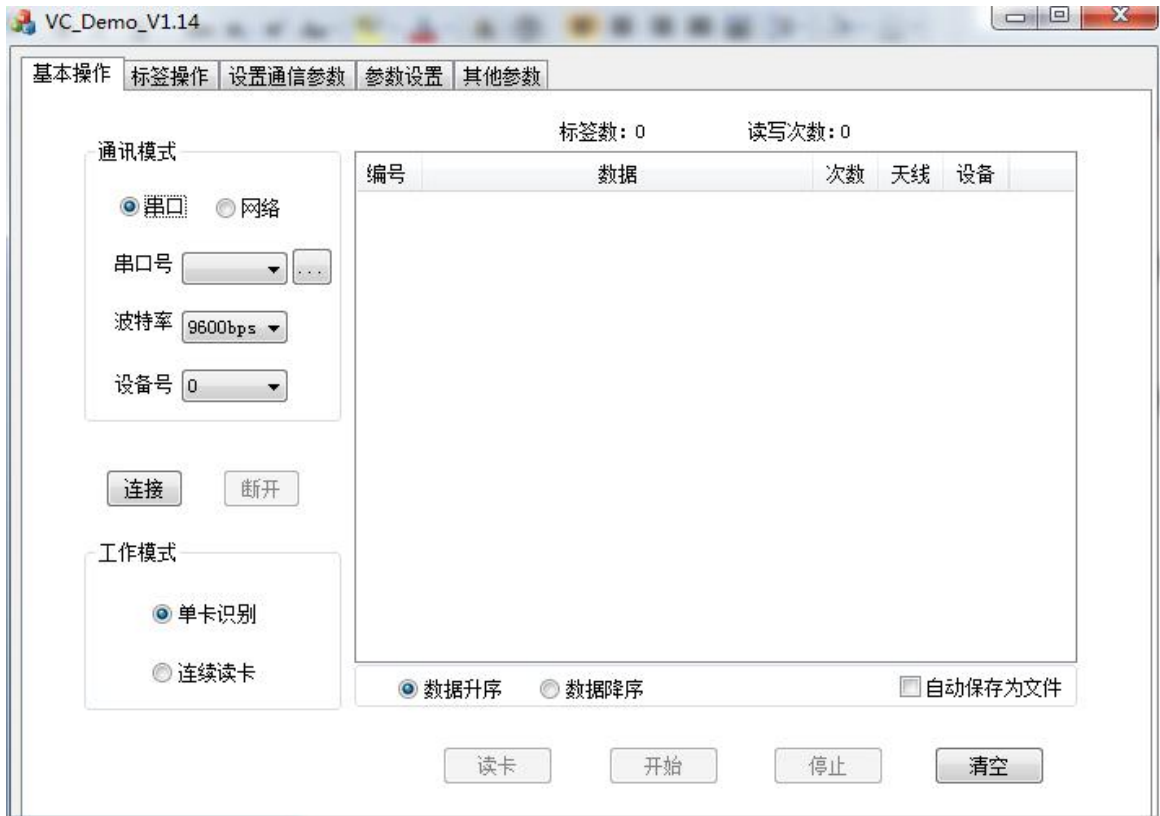 VC_Demo_V1.14
基本操作 标签操作 设置通信参数 参数设置 其他参数
标签数: 0 读写次数: 0
通讯模式
编号 数据 次数 天线 设备
串口 网络
串口号 ...
波特率 9600bps
设备号 0
连接 断开
工作模式
单卡识别
连续读卡
数据升序 数据降序 自动保存为文件
读卡 开始 停止 清空